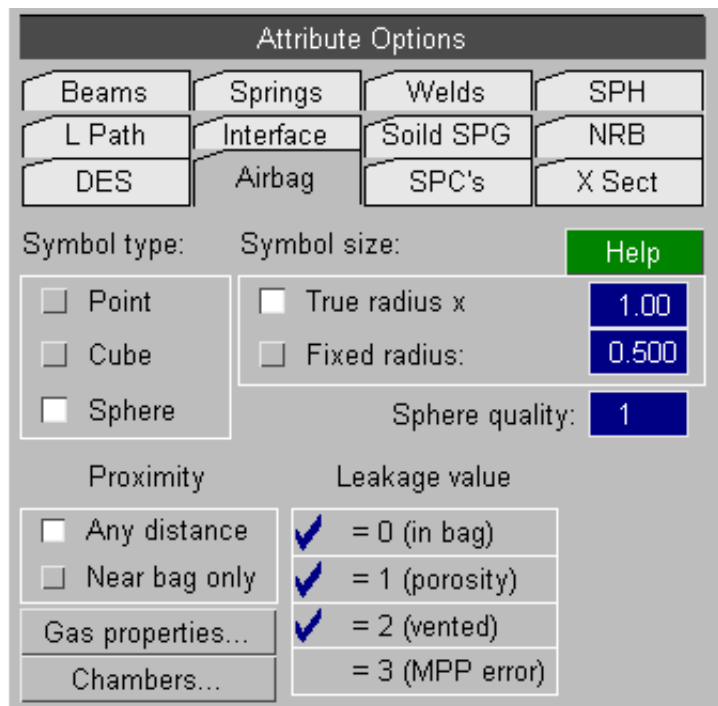 Attribute Options
Beams Springs Welds SPH
L Path Interface Soild SPG NRB
DES Airbag SPC's X Sect
Symbol type: Symbol size: Help
Point True radius x 1.00
Cube Fixed radius: 0.500
Sphere Sphere quality: 1
Proximity Leakage value
Any distance = 0 (in bag)
Near bag only = 1 (porosity)
Gas properties... = 2 (vented)
Chambers... = 3 (MPP error)